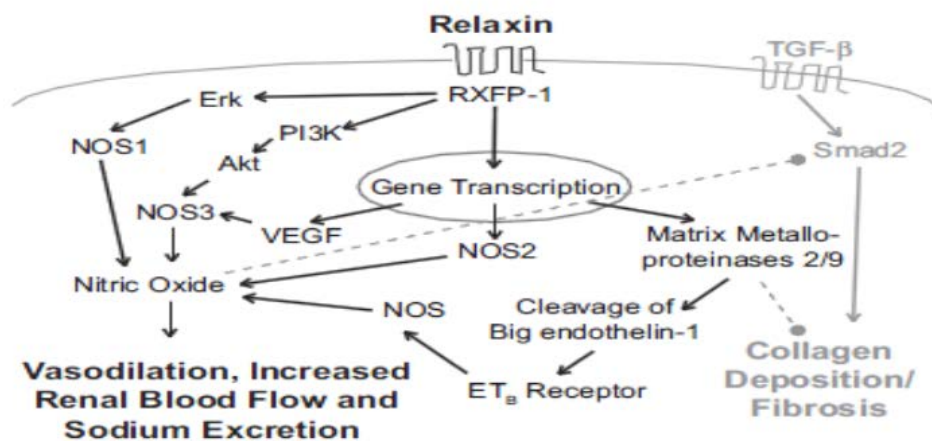 Relaxin
TGF-β
RXFP-1
Erk
PI3K
NOS1
Akt
Smad2
Gene Transcription
NOS3
VEGF
NOS2
Matrix Metallo-
proteinases 2/9
Nitric Oxide
NOS
Cleavage of
Big endothelin-1
ET_B Receptor
Vasodilation, Increased
Renal Blood Flow and
Sodium Excretion
Collagen
Deposition/
Fibrosis